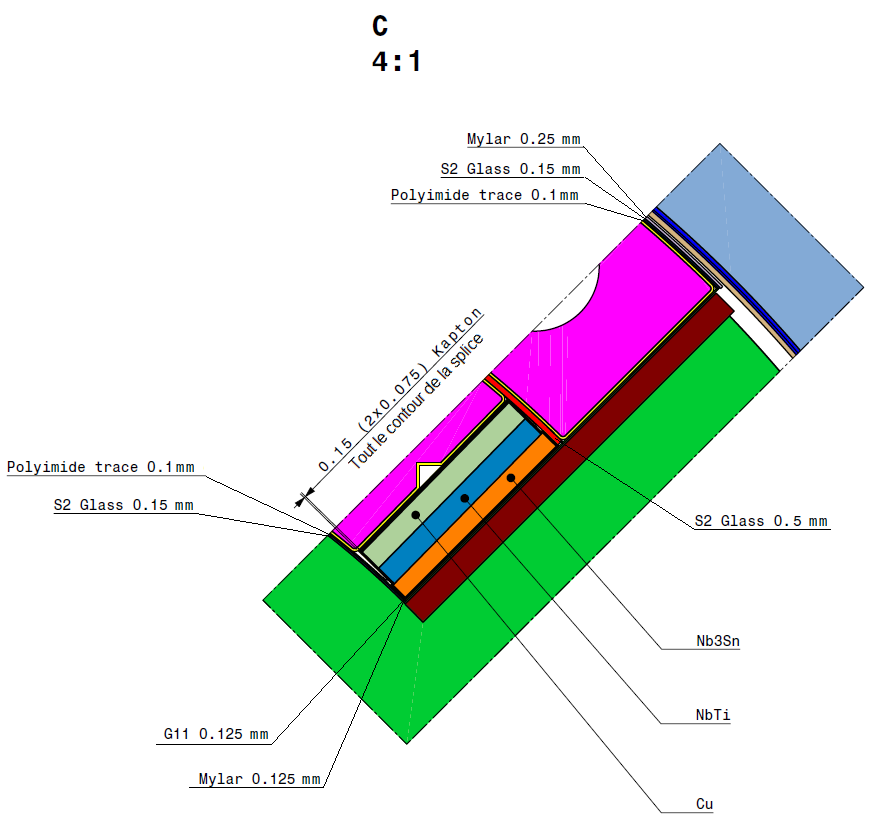 C
4:1
Mylar 0.25 mm
S2 Glass 0.15 mm
Polyimide trace 0.1mm
0.15 (2x0.075) Kapton
Tout le contour de la splice
Polyimide trace 0.1mm
S2 Glass 0.15 mm
S2 Glass 0.5 mm
Nb3Sn
NbTi
G11 0.125 mm
Mylar 0.125 mm
Cu